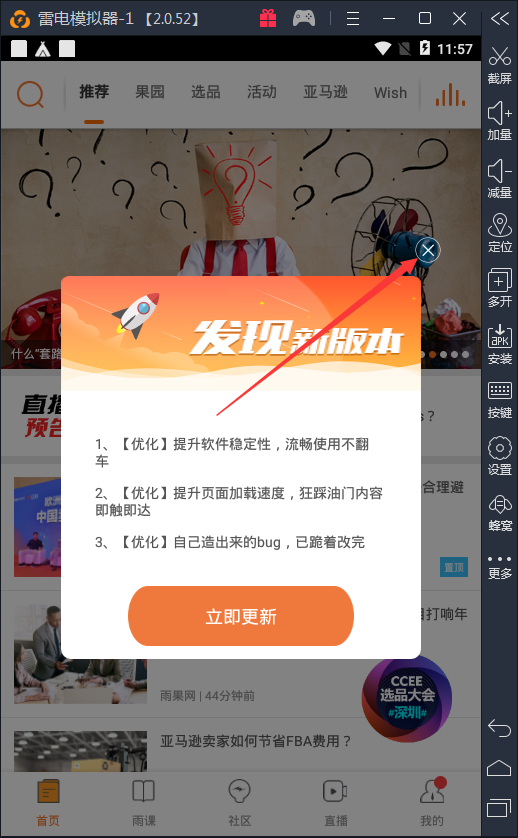 雷电模拟器-1 【2.0.52】
11:57
推荐 果园 选品 活动 亚马逊 Wish
截屏
加量
减量
定位
多开
APK
安装
按键
设置
蜂窝
更多
什么“套路
发现新版本
直播
预告
s？
1、【优化】提升软件稳定性，流畅使用不翻
车
2、【优化】提升页面加载速度，狂踩油门内容
即触即达
3、【优化】自己造出来的bug，已跪着改完
立即更新
欧洲
中国
合理避
置顶
目打响年
雨果网 | 44分钟前
CCEE
选品大会
#深圳#
亚马逊卖家如何节省FBA费用？
首页 雨课 社区 直播 我的